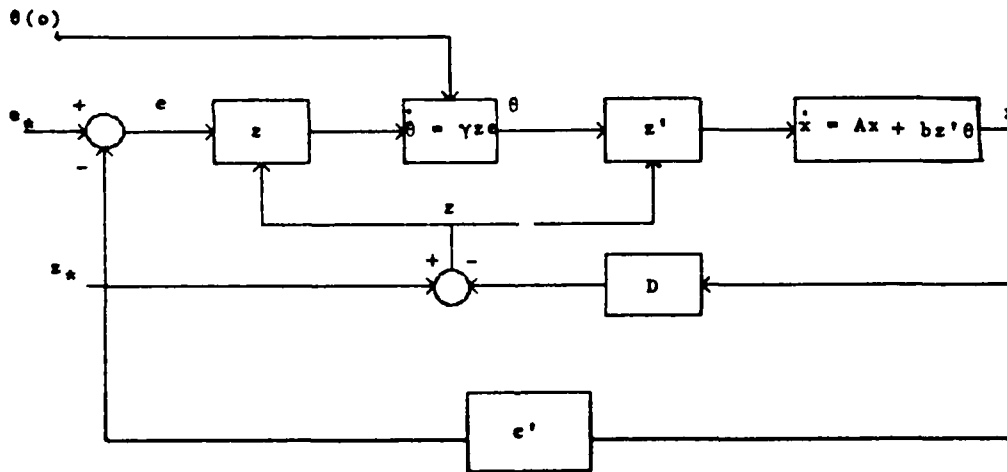 θ(o)
+ e θ
e* z θ̇ = γze z' ẋ = Ax + bz'θ
-
z
z* + -
D
c'